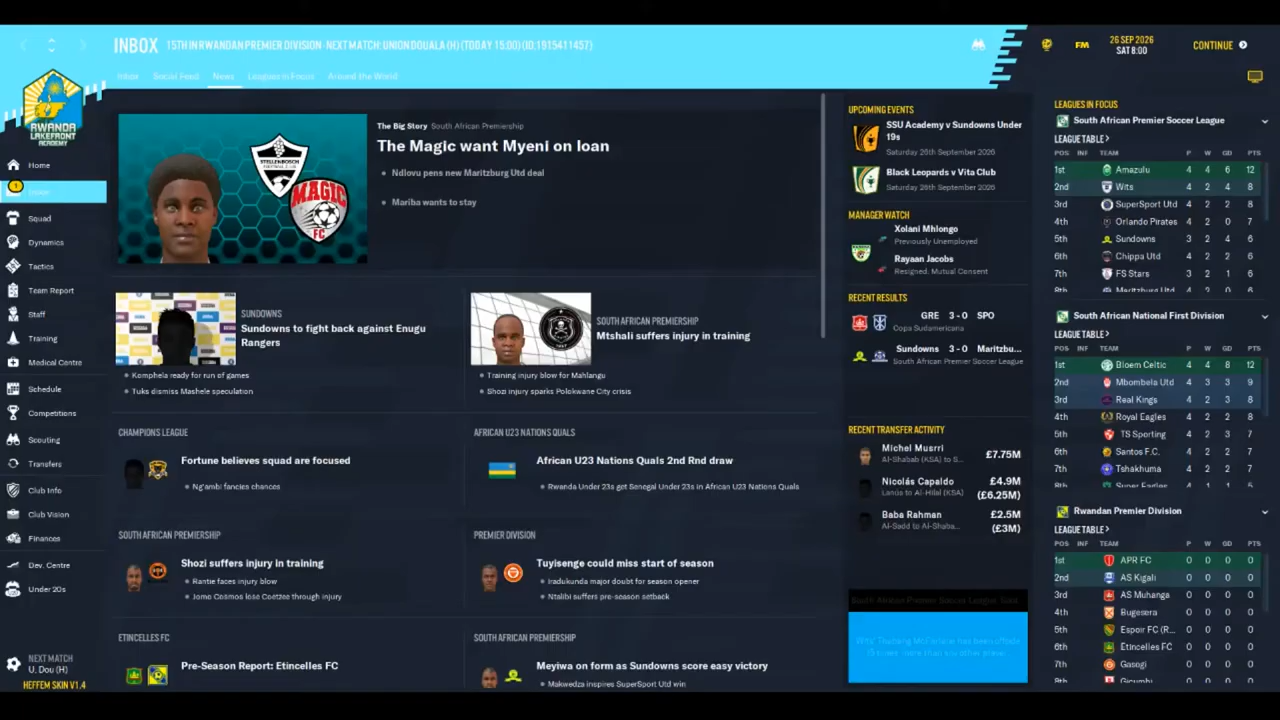 INBOX
15TH IN RWANDAN PREMIER DIVISION - NEXT MATCH: UNION DOUALA (H) (TODAY 15:00) (ID:1915411457)
FM
26 SEP 2026
SAT 8:00
CONTINUE
Inbox
Social Feed
News
Leagues In Focus
Around the World
RWANDA
LAKEFRONT
ACADEMY
Home
Squad
Dynamics
Tactics
Team Report
Staff
Training
Medical Centre
Schedule
Competitions
Scouting
Transfers
Club Info
Club Vision
Finances
Dev. Centre
Under 20s
NEXT MATCH
U. Dou (H)
HEFFEM SKIN V1.4
STELLENBOSCH
MAGIC
FC
The Big Story South African Premiership
The Magic want Myeni on loan
Ndlovu pens new Maritzburg Utd deal
Mariba wants to stay
SUNDOWNS
Sundowns to fight back against Enugu
Rangers
Komphela ready for run of games
Tuks dismiss Mashele speculation
SOUTH AFRICAN PREMIERSHIP
Mtshali suffers injury in training
Training injury blow for Mahlangu
Shozi injury sparks Polokwane City crisis
CHAMPIONS LEAGUE
Fortune believes squad are focused
Ng'ambi fancies chances
AFRICAN U23 NATIONS QUALS
African U23 Nations Quals 2nd Rnd draw
Rwanda Under 23s get Senegal Under 23s in African U23 Nations Quals
SOUTH AFRICAN PREMIERSHIP
Shozi suffers injury in training
Rantie faces injury blow
Jomo Cosmos lose Coetzee through injury
PREMIER DIVISION
Tuyisenge could miss start of season
Iradukunda major doubt for season opener
Ntalibi suffers pre-season setback
ETINCELLES FC
Pre-Season Report: Etincelles FC
SOUTH AFRICAN PREMIERSHIP
Meyiwa on form as Sundowns score easy victory
Makwedza inspires SuperSport Utd win
UPCOMING EVENTS
SSU Academy v Sundowns Under
19s
Saturday 26th September 2026
Black Leopards v Vita Club
Saturday 26th September 2026
MANAGER WATCH
Xolani Mhlongo
Previously Unemployed
Rayaan Jacobs
Resigned: Mutual Consent
RECENT RESULTS
GRE 3 - 0 SPO
Copa Sudamericana
Sundowns 3 - 0 Maritzbu...
South African Premier Soccer League
RECENT TRANSFER ACTIVITY
Michel Musrri
Al-Shabab (KSA) to S...
£7.75M
Nicolás Capaldo
Lanús to Al-Hilal (KSA)
£4.9M
(£6.25M)
Baba Rahman
Al-Sadd to Al-Shaba...
£2.5M
(£3M)
LEAGUES IN FOCUS
South African Premier Soccer League
LEAGUE TABLE>
POS INF TEAM P W GD PTS
1st Amazulu 4 4 6 12
2nd Wits 4 2 4 8
3rd SuperSport Utd 4 2 2 8
4th Orlando Pirates 4 2 0 7
5th Sundowns 3 2 4 6
6th Chippa Utd 4 2 2 6
7th FS Stars 3 2 1 6
8th Maritzburg Utd 4 2 0 6
South African National First Division
LEAGUE TABLE>
POS INF TEAM P W GD PTS
1st Bloem Celtic 4 4 8 12
2nd Mbombela Utd 4 3 3 9
3rd Real Kings 4 2 3 8
4th Royal Eagles 4 2 2 8
5th TS Sporting 4 2 3 7
6th Santos F.C. 4 2 2 7
7th Tshakhuma 4 2 2 7
8th Super Eagles
Rwandan Premier Division
LEAGUE TABLE>
POS INF TEAM P W GD PTS
1st APR FC 0 0 0 0
2nd AS Kigali 0 0 0 0
3rd AS Muhanga 0 0 0 0
4th Bugesera 0 0 0 0
5th Espoir FC (R... 0 0 0 0
6th Etincelles FC 0 0 0 0
7th Gasogi 0 0 0 0
8th Gicumbi 0 0 0 0